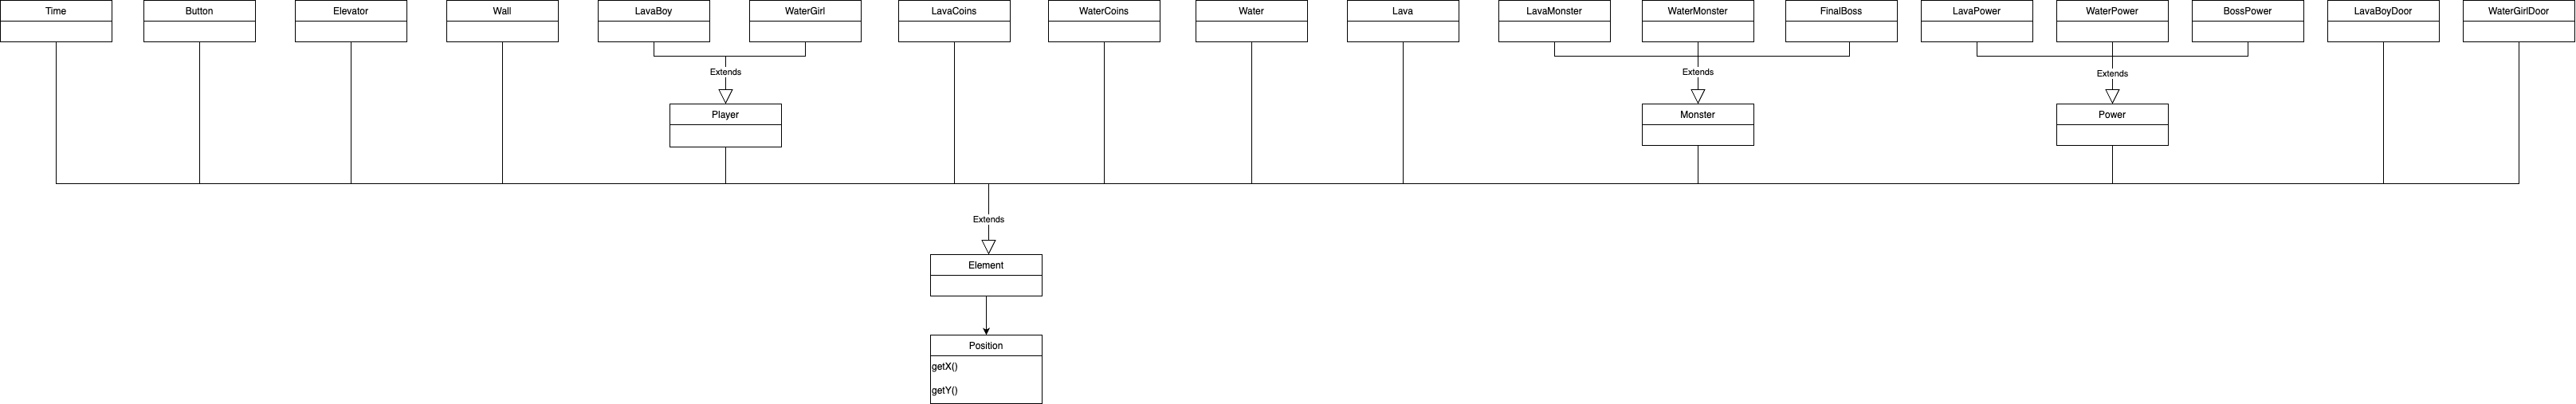 Time
Button
Elevator
Wall
LavaBoy
WaterGirl
LavaCoins
WaterCoins
Water
Lava
LavaMonster
WaterMonster
FinalBoss
LavaPower
WaterPower
BossPower
LavaBoyDoor
WaterGirlDoor
Extends
Extends
Extends
Player
Monster
Power
Extends
Element
Position
getX()
getY()